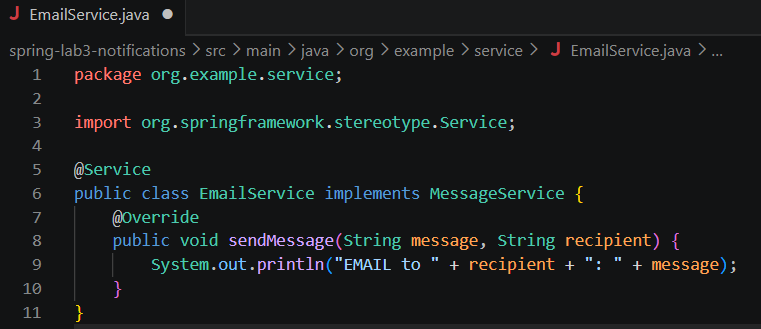 J EmailService.java ●
spring-lab3-notifications > src > main > java > org > example > service > J EmailService.java > ...
1 package org.example.service;
2
3 import org.springframework.stereotype.Service;
4
5 @Service
6 public class EmailService implements MessageService {
7     @Override
8     public void sendMessage(String message, String recipient) {
9         System.out.println("EMAIL to " + recipient + ": " + message);
10     }
11 }